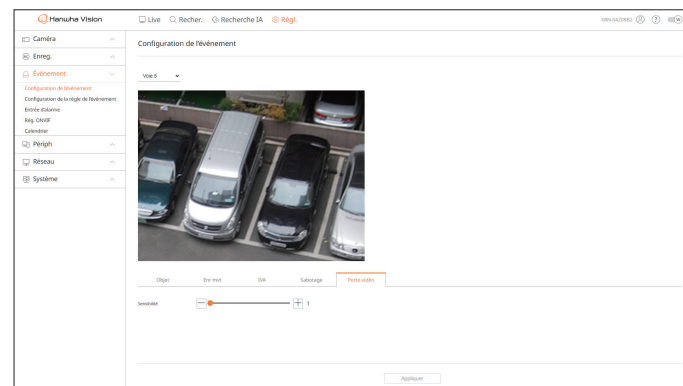 Hanwha Vision
Live Recher. Recherche IA Régl.
Caméra
Configuration de l'événement
Enreg.
Événement
Configuration de l'événement
Configuration de la règle de l'événement
Entrée d'alarme
Rég. ONVIF
Calendrier
Périph
Réseau
Système
Voie 5
Objet Enr mvt IVA Sabotage Perte vidéo
Sensibilité 1
Appliquer